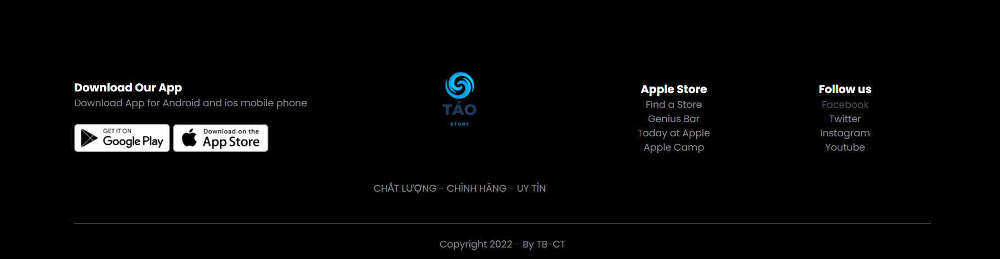 Download Our App
Download App for Android and ios mobile phone
GET IT ON
Google Play
Download on the
App Store
TÁO
STORE
CHẤT LƯỢNG - CHÍNH HÃNG - UY TÍN
Apple Store
Find a Store
Genius Bar
Today at Apple
Apple Camp
Follow us
Facebook
Twitter
Instagram
Youtube
Copyright 2022 - By TB-CT